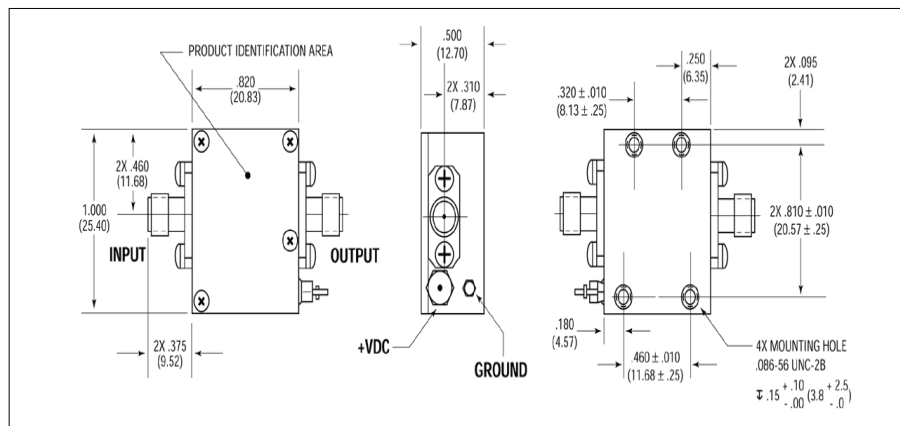 PRODUCT IDENTIFICATION AREA
.820
(20.83)
2X .460
(11.68)
1.000
(25.40)
INPUT
OUTPUT
2X .375
(9.52)
.500
(12.70)
2X .310
(7.87)
+VDC
GROUND
.250
(6.35)
2X .095
(2.41)
.320 ± .010
(8.13 ± .25)
2X .810 ± .010
(20.57 ± .25)
.180
(4.57)
.460 ± .010
(11.68 ± .25)
4X MOUNTING HOLE
.086-56 UNC-2B
↧ .15 + .10 - .00 (3.8 + 2.5 - .0)